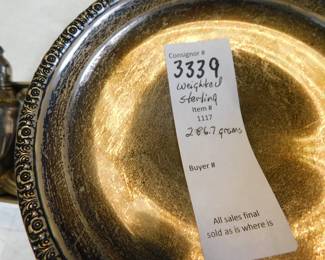 Consignor #
3339
weighted
sterling
Item #
1117
286.7 grams
Buyer #
All sales final
sold as is where is